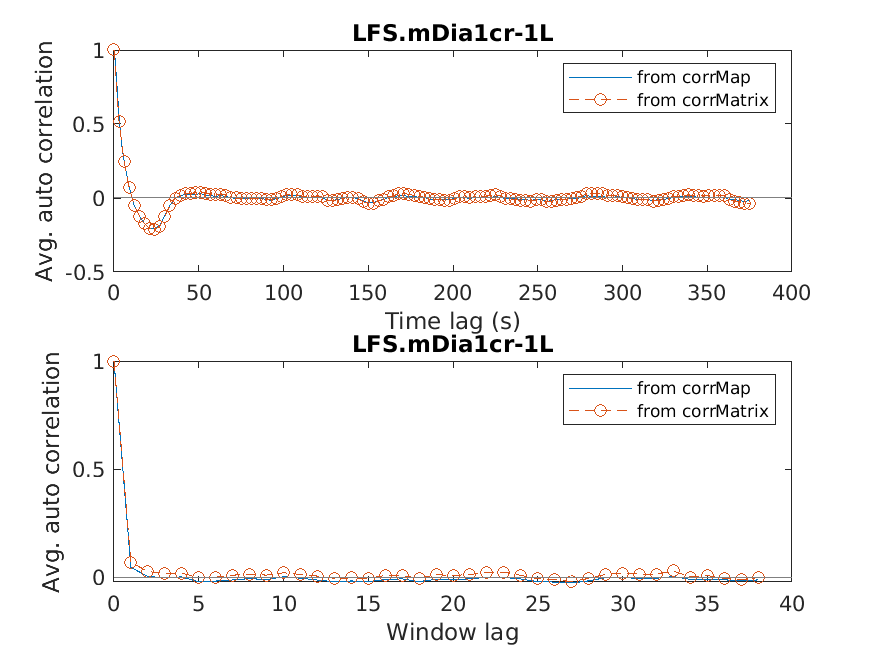 LFS.mDia1cr-1L
Avg. auto correlation
1
0.5
0
-0.5
from corrMap
from corrMatrix
0 50 100 150 200 250 300 350 400
Time lag (s)
LFS.mDia1cr-1L
Avg. auto correlation
1
0.5
0
from corrMap
from corrMatrix
0 5 10 15 20 25 30 35 40
Window lag